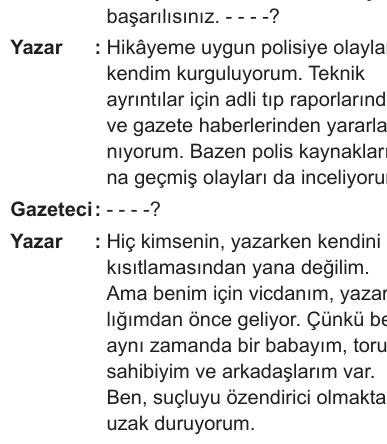 başarılısınız. - - - -?
Yazar : Hikâyeme uygun polisiye olayla
kendim kurguluyorum. Teknik
ayrıntılar için adli tıp raporlarınd
ve gazete haberlerinden yararla
nıyorum. Bazen polis kaynakları
na geçmiş olayları da inceliyoru
Gazeteci : - - - -?
Yazar : Hiç kimsenin, yazarken kendini
kısıtlamasından yana değilim.
Ama benim için vicdanım, yazar
lığımdan önce geliyor. Çünkü be
aynı zamanda bir babayım, toru
sahibiyim ve arkadaşlarım var.
Ben, suçluyu özendirici olmakta
uzak duruyorum.